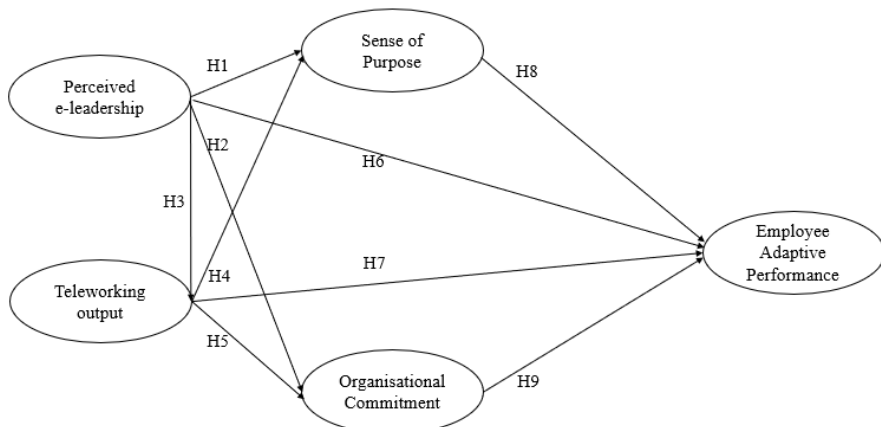 Sense of
Purpose
H1
H8
Perceived
e-leadership
H2
H6
H3
Employee
Adaptive
Performance
H4
H7
Teleworking
output
H5
Organisational
Commitment
H9